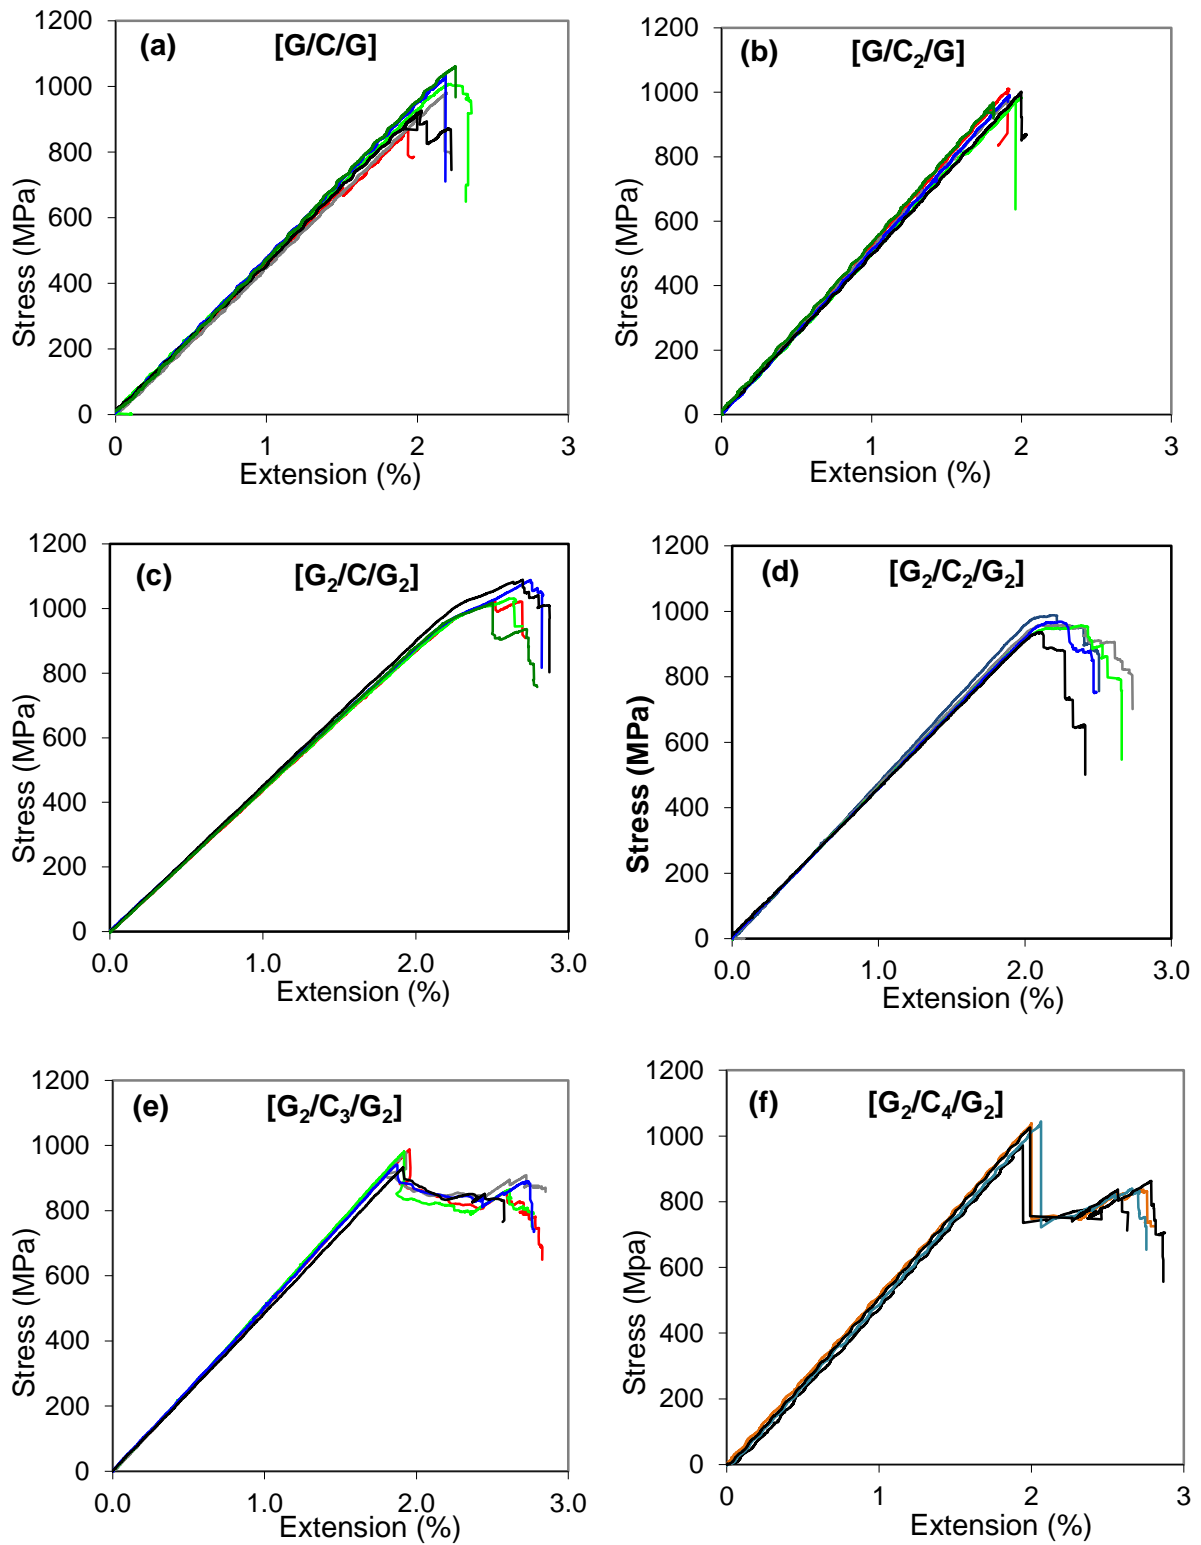 (a) [G/C/G]
Stress (MPa)
1200
1000
800
600
400
200
0
0 1 2 3
Extension (%)
(b) [G/C₂/G]
Stress (MPa)
1200
1000
800
600
400
200
0
0 1 2 3
Extension (%)
(c) [G₂/C/G₂]
Stress (MPa)
1200
1000
800
600
400
200
0
0.0 1.0 2.0 3.0
Extension (%)
(d) [G₂/C₂/G₂]
Stress (MPa)
1200
1000
800
600
400
200
0
0.0 1.0 2.0 3.0
Extension (%)
(e) [G₂/C₃/G₂]
Stress (MPa)
1200
1000
800
600
400
200
0
0.0 1.0 2.0 3.0
Extension (%)
(f) [G₂/C₄/G₂]
Stress (Mpa)
1200
1000
800
600
400
200
0
0 1 2 3
Extension (%)